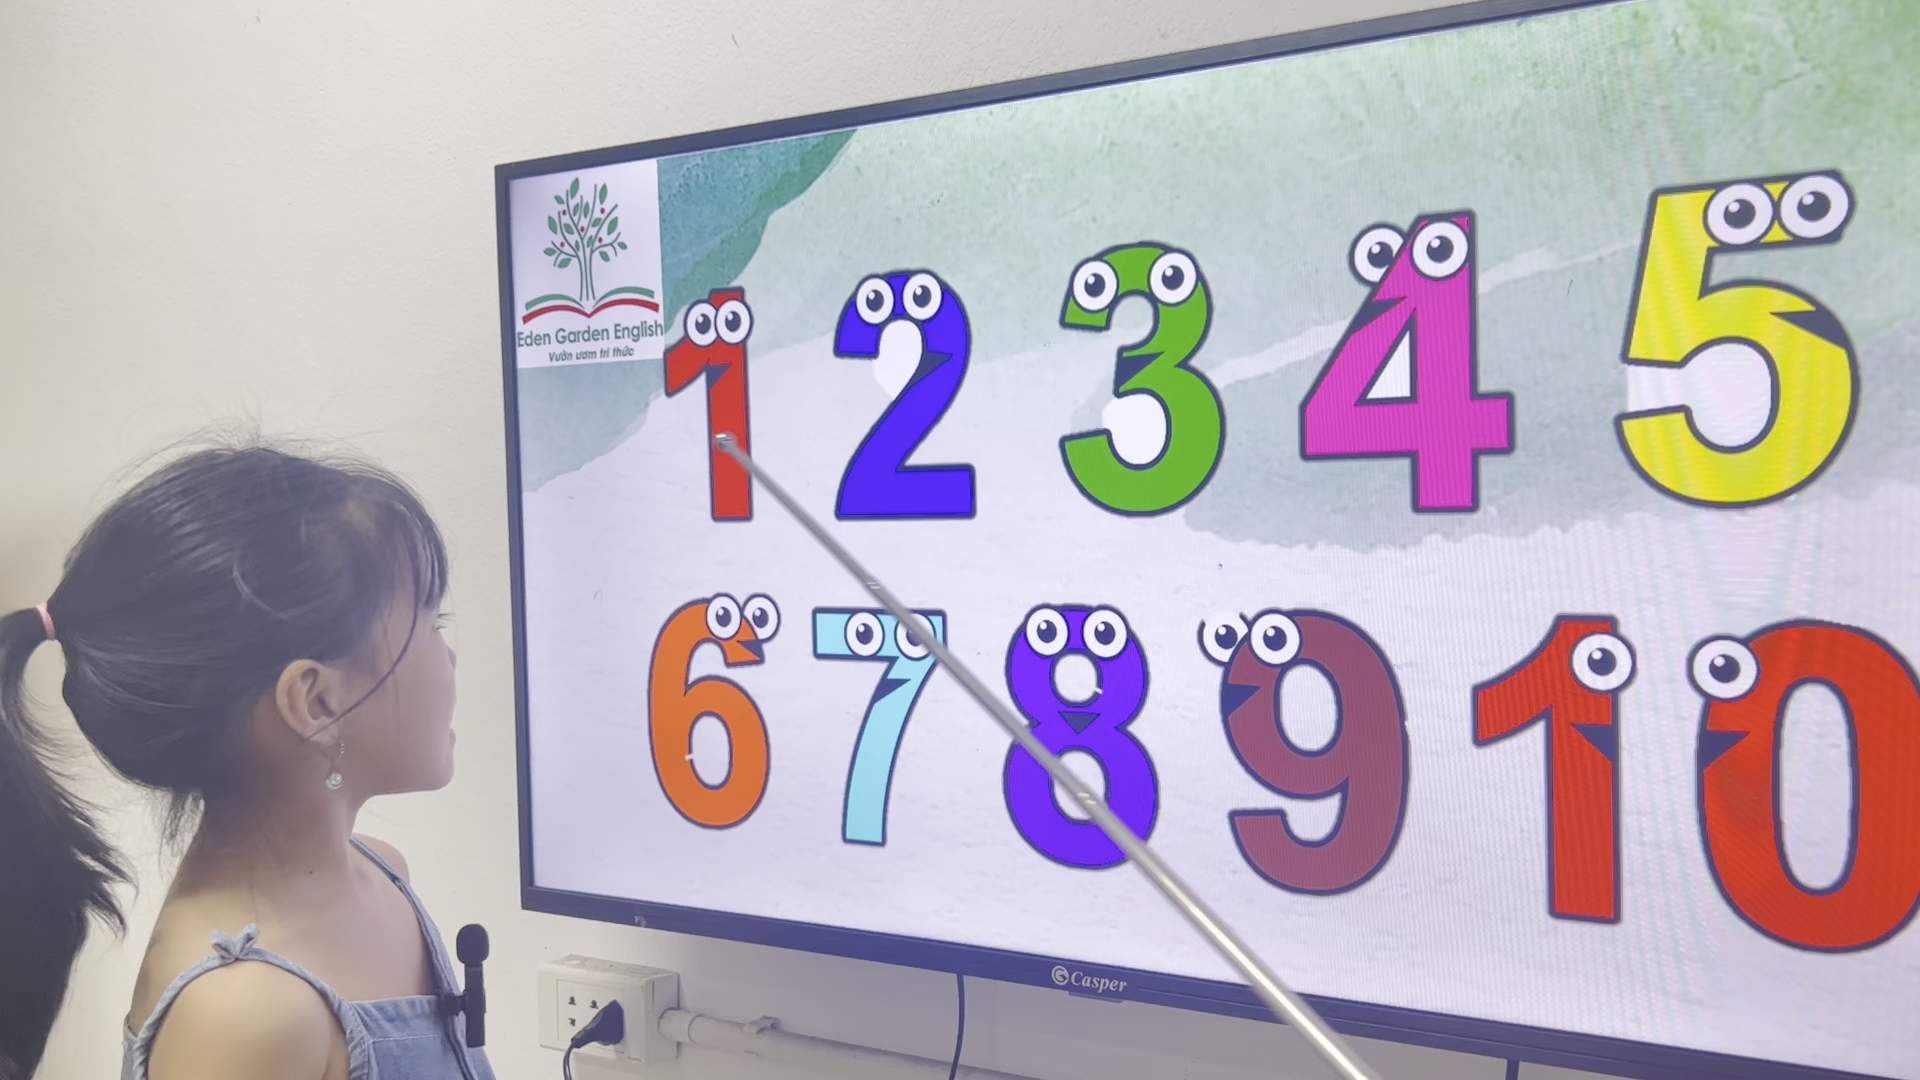 Eden Garden English
Vườn ươm tri thức
1 2 3 4 5
6 7 8 9 10
Casper